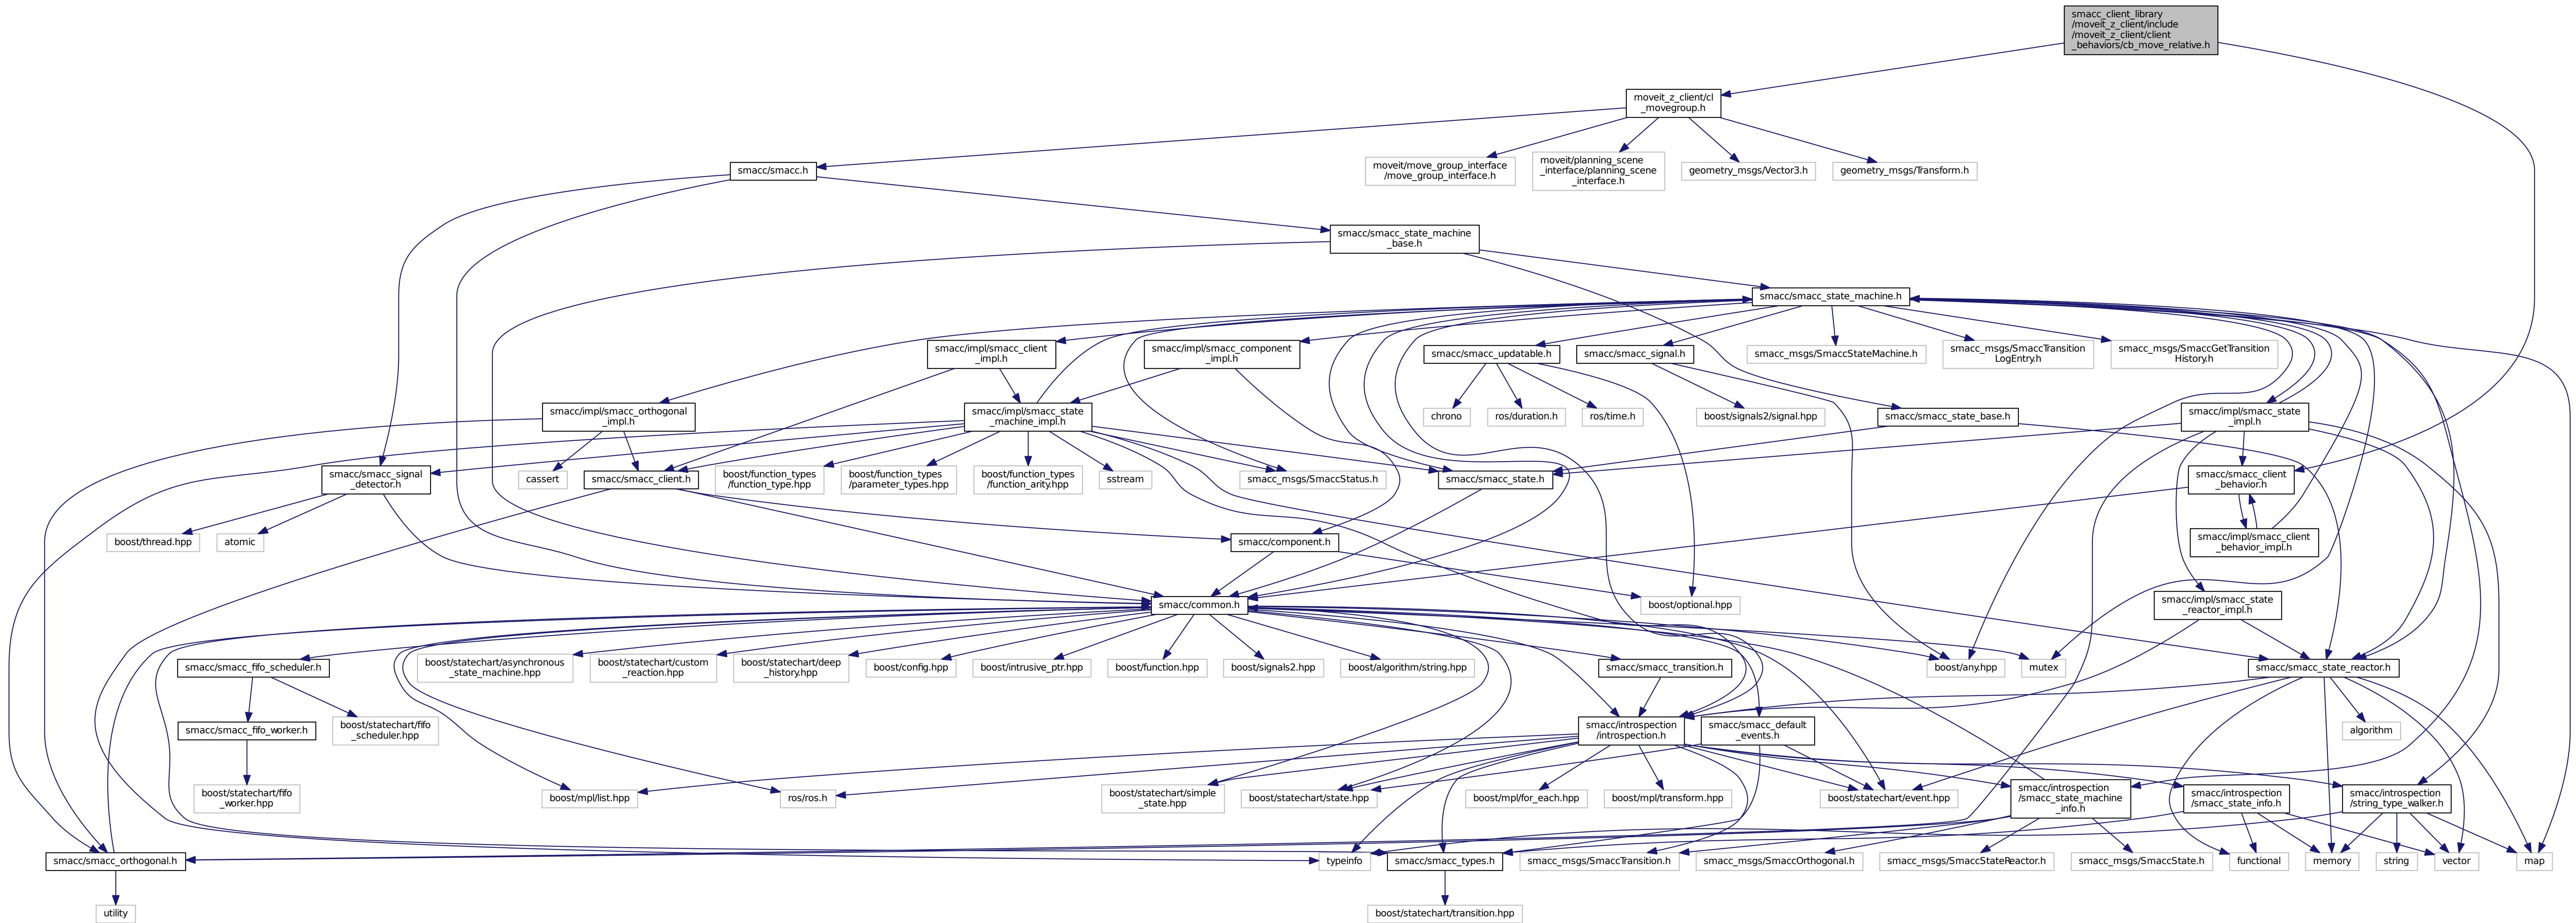 smacc_client_library
/moveit_z_client/include
/moveit_z_client/client
_behaviors/cb_move_relative.h
moveit_z_client/cl
_movegroup.h
smacc/smacc.h
moveit/move_group_interface
/move_group_interface.h
moveit/planning_scene
_interface/planning_scene
_interface.h
geometry_msgs/Vector3.h
geometry_msgs/Transform.h
smacc/smacc_state_machine
_base.h
smacc/smacc_state_machine.h
smacc/impl/smacc_client
_impl.h
smacc/impl/smacc_component
_impl.h
smacc/smacc_updatable.h
smacc/smacc_signal.h
smacc_msgs/SmaccStateMachine.h
smacc_msgs/SmaccTransition
LogEntry.h
smacc_msgs/SmaccGetTransition
History.h
smacc/impl/smacc_orthogonal
_impl.h
smacc/impl/smacc_state
_machine_impl.h
chrono
ros/duration.h
ros/time.h
boost/signals2/signal.hpp
smacc/smacc_state_base.h
smacc/impl/smacc_state
_impl.h
smacc/smacc_signal
_detector.h
cassert
smacc/smacc_client.h
boost/function_types
/function_type.hpp
boost/function_types
/parameter_types.hpp
boost/function_types
/function_arity.hpp
sstream
smacc_msgs/SmaccStatus.h
smacc/smacc_state.h
smacc/smacc_client
_behavior.h
boost/thread.hpp
atomic
smacc/component.h
smacc/impl/smacc_client
_behavior_impl.h
smacc/common.h
boost/optional.hpp
smacc/impl/smacc_state
_reactor_impl.h
smacc/smacc_fifo_scheduler.h
boost/statechart/asynchronous
_state_machine.hpp
boost/statechart/custom
_reaction.hpp
boost/statechart/deep
_history.hpp
boost/config.hpp
boost/intrusive_ptr.hpp
boost/function.hpp
boost/signals2.hpp
boost/algorithm/string.hpp
smacc/smacc_transition.h
boost/any.hpp
mutex
smacc/smacc_state_reactor.h
smacc/smacc_fifo_worker.h
boost/statechart/fifo
_scheduler.hpp
smacc/introspection
/introspection.h
smacc/smacc_default
_events.h
algorithm
boost/statechart/fifo
_worker.hpp
boost/mpl/list.hpp
ros/ros.h
boost/statechart/simple
_state.hpp
boost/statechart/state.hpp
boost/mpl/for_each.hpp
boost/mpl/transform.hpp
boost/statechart/event.hpp
smacc/introspection
/smacc_state_machine
_info.h
smacc/introspection
/smacc_state_info.h
smacc/introspection
/string_type_walker.h
smacc/smacc_orthogonal.h
typeinfo
smacc/smacc_types.h
smacc_msgs/SmaccTransition.h
smacc_msgs/SmaccOrthogonal.h
smacc_msgs/SmaccStateReactor.h
smacc_msgs/SmaccState.h
functional
memory
string
vector
map
utility
boost/statechart/transition.hpp